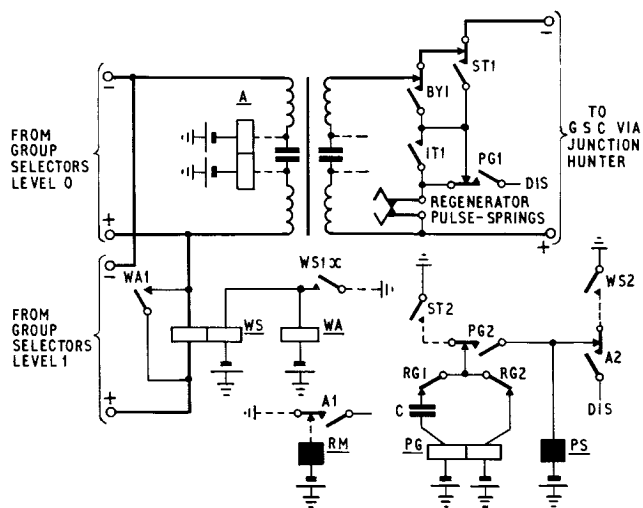 −
FROM
GROUP
SELECTORS
LEVEL 0
+
A
BY1
ST1
IT1
PG1
DIS
REGENERATOR
PULSE-SPRINGS
−
TO
GSC VIA
JUNCTION
HUNTER
+
−
FROM
GROUP
SELECTORS
LEVEL 1
+
WA1
WS
WS1x
WA
A1
RM
ST2
PG2
RG1
RG2
C
PG
WS2
A2
DIS
PS